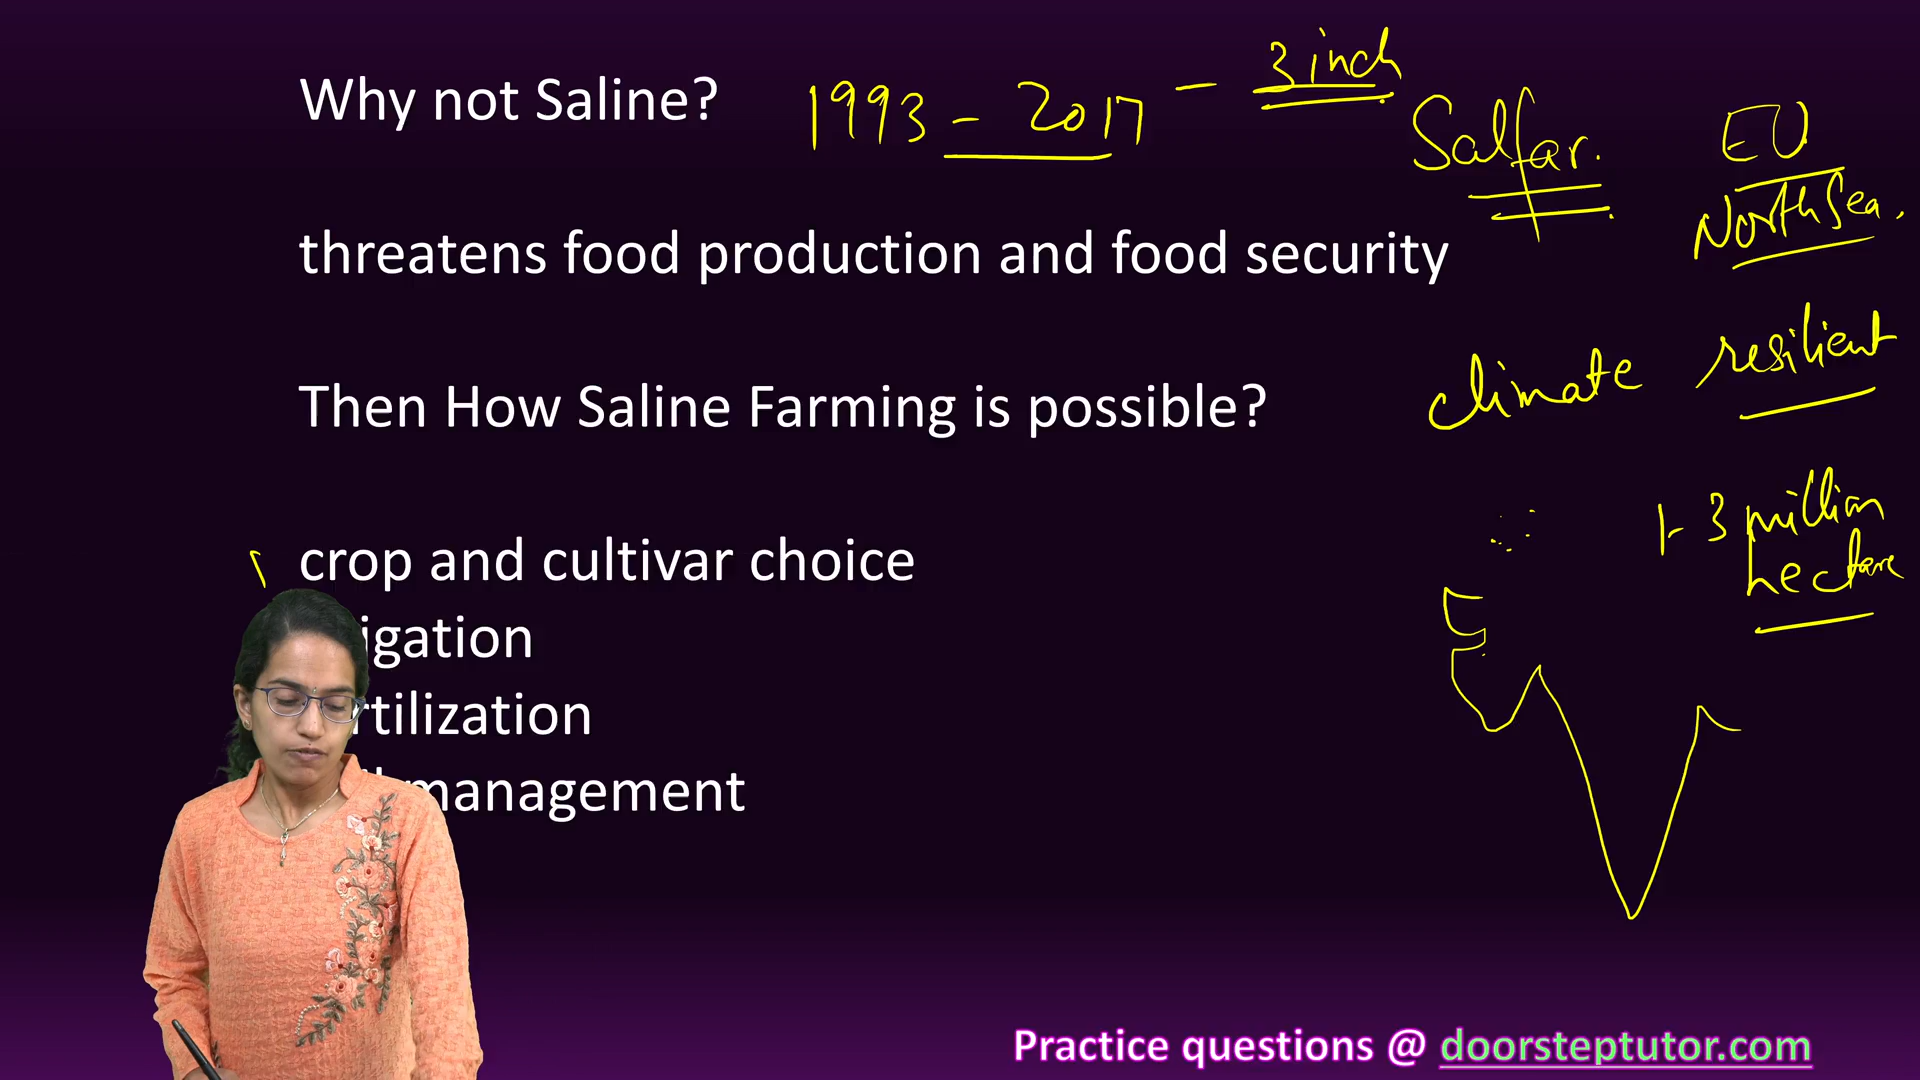 Why not Saline? 1993 - 2017 - 3 inch
Salfar. EU
North Sea.
threatens food production and food security
climate resilient
Then How Saline Farming is possible?
1-3 million
hectare
crop and cultivar choice
igation
rtilization
management
Practice questions @ doorsteptutor.com